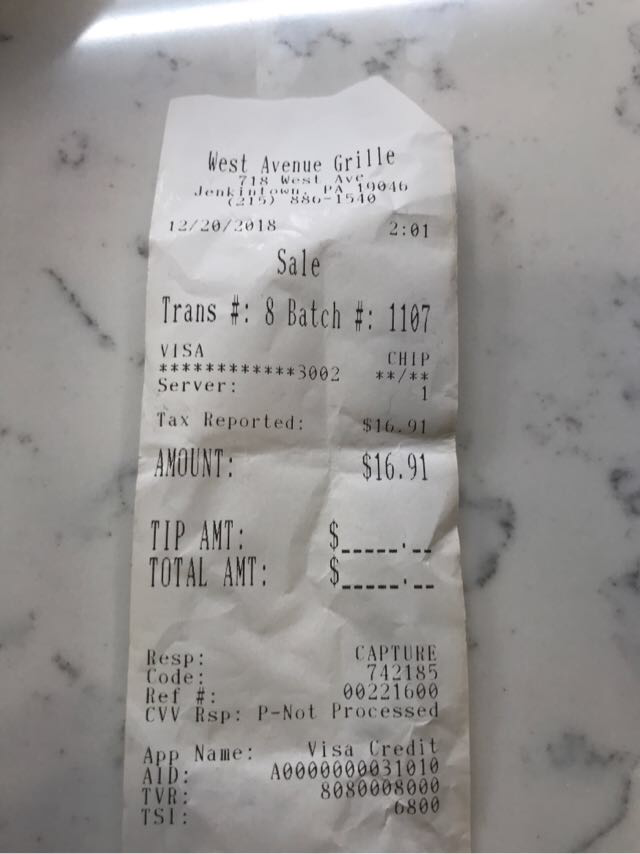 West Avenue Grille
718 West Ave
Jenkintown, PA 19046
(215) 886-1540
12/20/2018 2:01
Sale
Trans #: 8 Batch #: 1107
VISA CHIP
************3002 **/**
Server: 1
Tax Reported: $16.91
AMOUNT: $16.91
TIP AMT: $_____.__
TOTAL AMT: $_____.__
Resp: CAPTURE
Code: 742185
Ref #: 00221600
CVV Rsp: P-Not Processed
App Name: Visa Credit
AID: A0000000031010
TVR: 8080008000
TSI: 6800